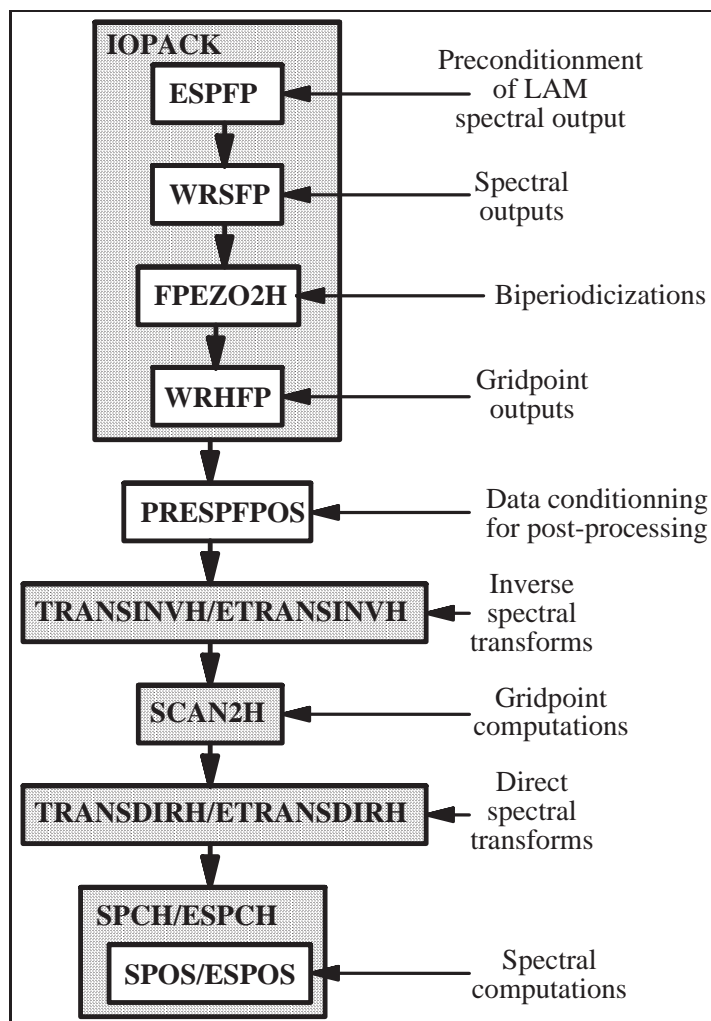 IOPACK
ESPFP
Preconditionment
of LAM
spectral output
WRSFP
Spectral
outputs
FPEZO2H
Biperiodicizations
WRHFP
Gridpoint
outputs
PRESPFPOS
Data conditionning
for post-processing
TRANSINVH/ETRANSINVH
Inverse
spectral
transforms
SCAN2H
Gridpoint
computations
TRANSDIRH/ETRANSDIRH
Direct
spectral
transforms
SPCH/ESPCH
SPOS/ESPOS
Spectral
computations